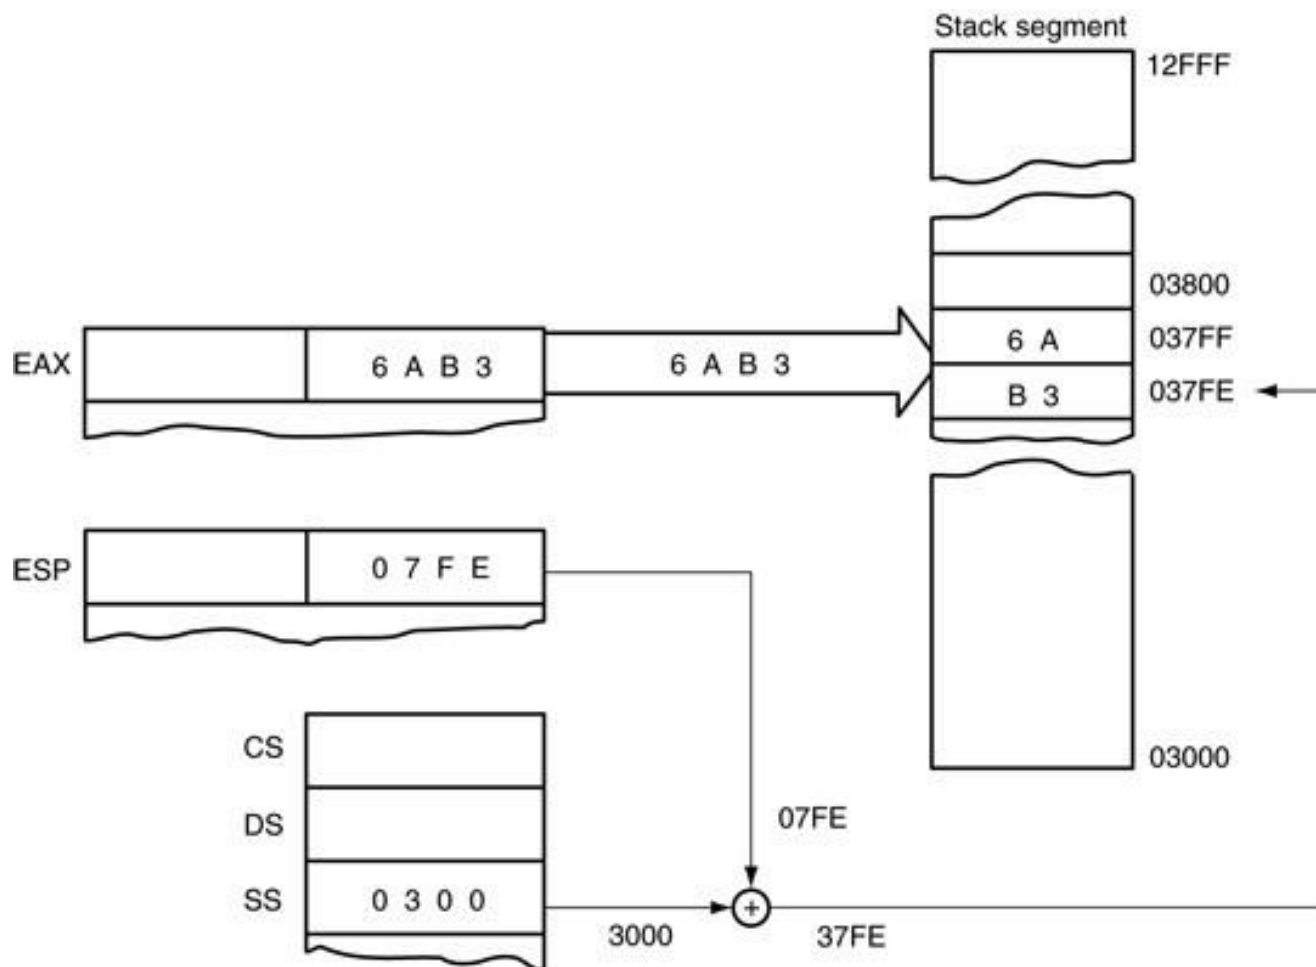 Stack segment
12FFF
03800
EAX 6 A B 3 6 A B 3 6 A 037FF
B 3 037FE
ESP 0 7 F E
CS
03000
DS 07FE
SS 0 3 0 0 +
3000 37FE